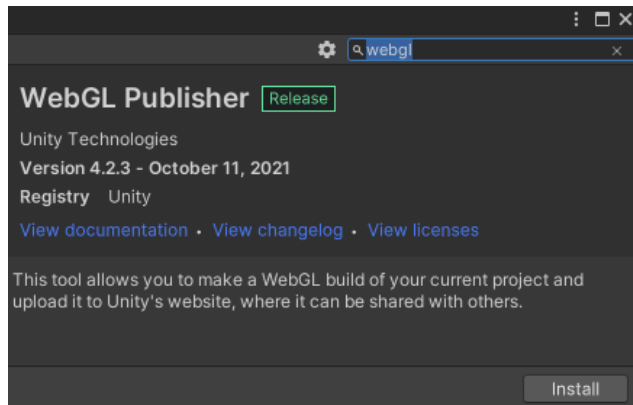 webgl
WebGL Publisher Release
Unity Technologies
Version 4.2.3 - October 11, 2021
Registry Unity
View documentation • View changelog • View licenses
This tool allows you to make a WebGL build of your current project and
upload it to Unity's website, where it can be shared with others.
Install